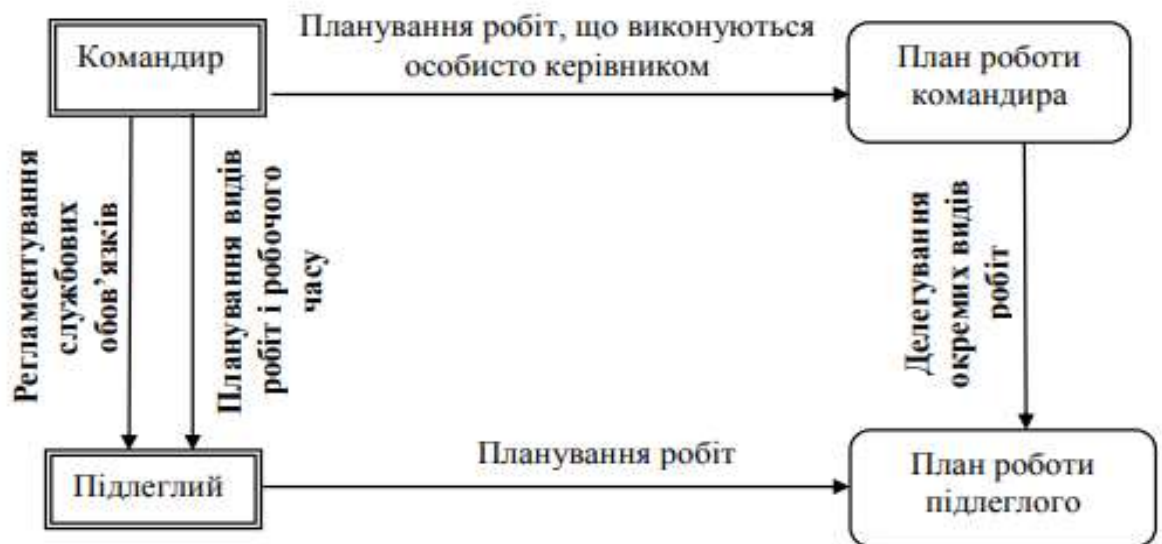 Командир
Планування робіт, що виконуються
особисто керівником
План роботи
командира
Регламентування
службових
обов’язків
Планування видів
робіт і робочого
часу
Делегування
окремих видів
робіт
Підлеглий
Планування робіт
План роботи
підлеглого